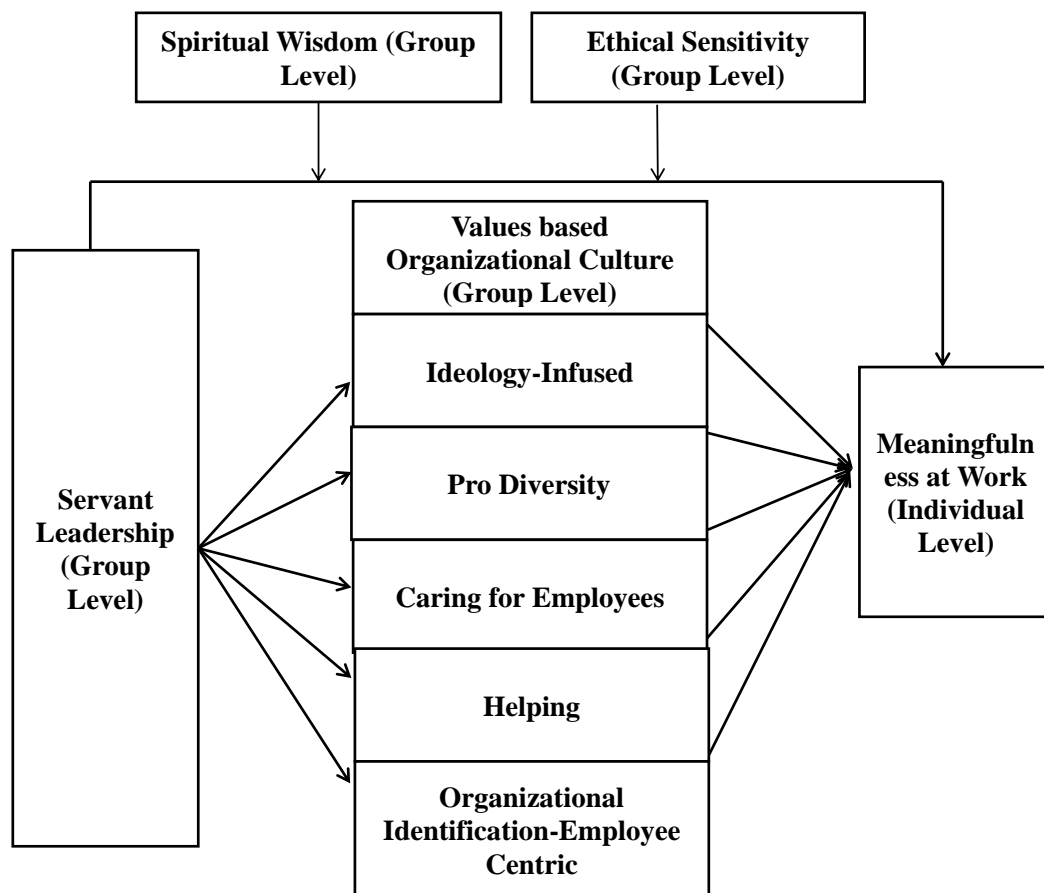 Spiritual Wisdom (Group
Level)
Ethical Sensitivity
(Group Level)
Values based
Organizational Culture
(Group Level)
Ideology-Infused
Pro Diversity
Caring for Employees
Helping
Organizational
Identification-Employee
Centric
Servant
Leadership
(Group
Level)
Meaningfuln
ess at Work
(Individual
Level)